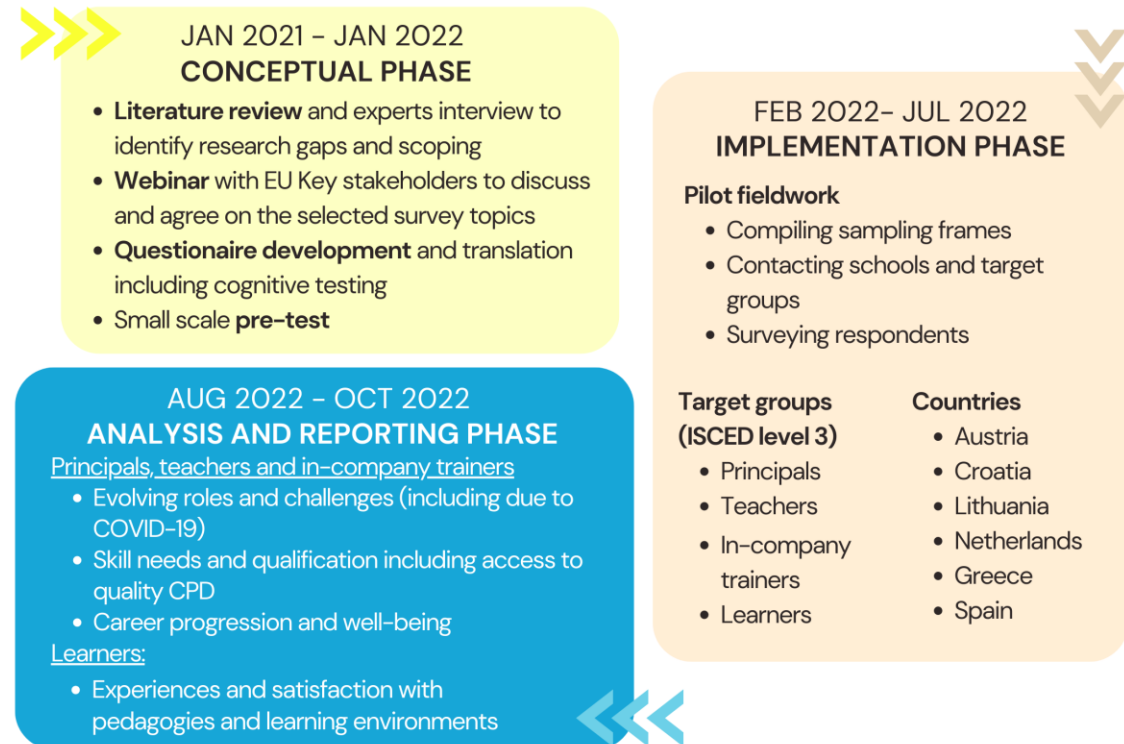 JAN 2021 - JAN 2022
CONCEPTUAL PHASE
• Literature review and experts interview to
identify research gaps and scoping
• Webinar with EU Key stakeholders to discuss
and agree on the selected survey topics
• Questionaire development and translation
including cognitive testing
• Small scale pre-test
FEB 2022- JUL 2022
IMPLEMENTATION PHASE
Pilot fieldwork
• Compiling sampling frames
• Contacting schools and target
groups
• Surveying respondents
Target groups
(ISCED level 3)
• Principals
• Teachers
• In-company
trainers
• Learners
Countries
• Austria
• Croatia
• Lithuania
• Netherlands
• Greece
• Spain
AUG 2022 - OCT 2022
ANALYSIS AND REPORTING PHASE
Principals, teachers and in-company trainers
• Evolving roles and challenges (including due to
COVID-19)
• Skill needs and qualification including access to
quality CPD
• Career progression and well-being
Learners:
• Experiences and satisfaction with
pedagogies and learning environments